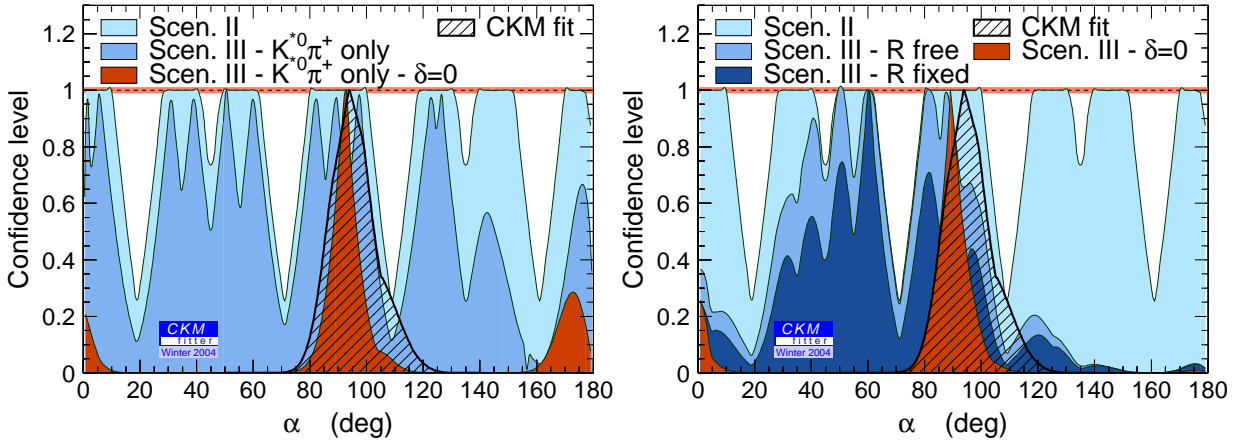 Scen. II
CKM fit
Scen. III - K*0π+ only
Scen. III - K*0π+ only - δ=0
Confidence level
1.2
1
0.8
0.6
0.4
0.2
0
CKM
fitter
Winter 2004
0 20 40 60 80 100 120 140 160 180
α (deg)
Scen. II
CKM fit
Scen. III - R free
Scen. III - δ=0
Scen. III - R fixed
Confidence level
1.2
1
0.8
0.6
0.4
0.2
0
CKM
fitter
Winter 2004
0 20 40 60 80 100 120 140 160 180
α (deg)